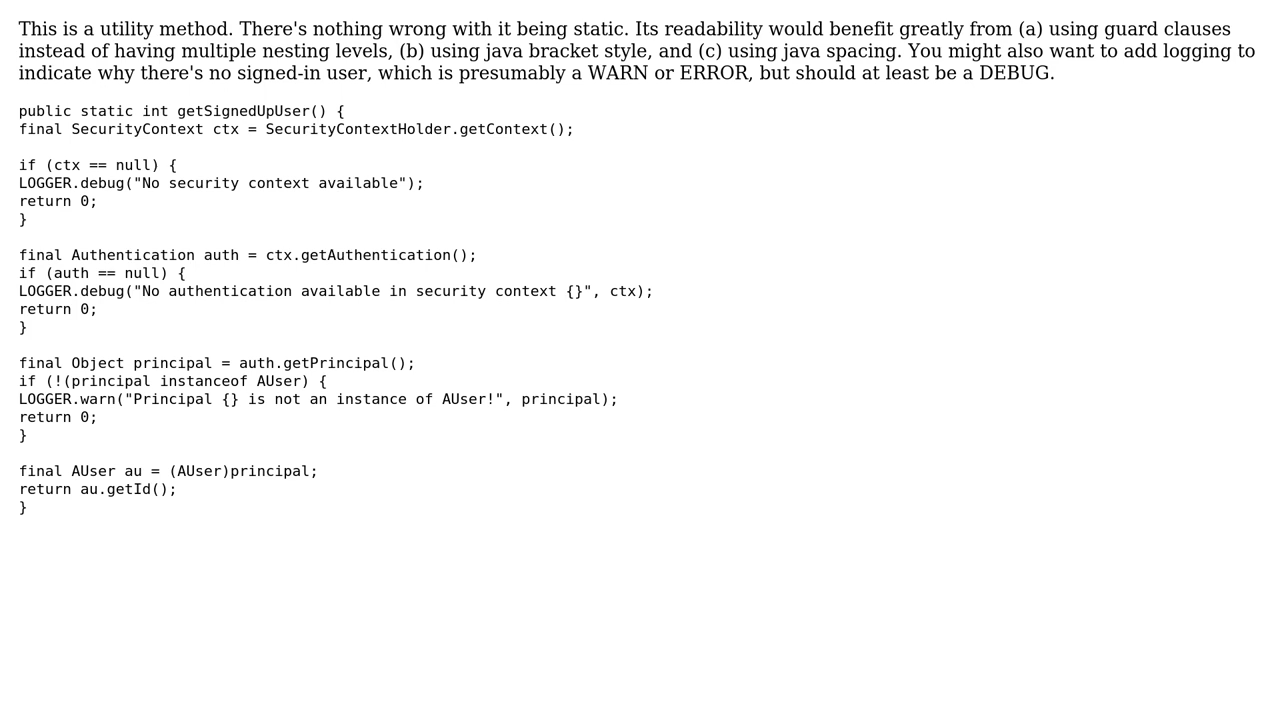 This is a utility method. There's nothing wrong with it being static. Its readability would benefit greatly from (a) using guard clauses
instead of having multiple nesting levels, (b) using java bracket style, and (c) using java spacing. You might also want to add logging to
indicate why there's no signed-in user, which is presumably a WARN or ERROR, but should at least be a DEBUG.
public static int getSignedUpUser() {
final SecurityContext ctx = SecurityContextHolder.getContext();
if (ctx == null) {
LOGGER.debug("No security context available");
return 0;
}
final Authentication auth = ctx.getAuthentication();
if (auth == null) {
LOGGER.debug("No authentication available in security context {}", ctx);
return 0;
}
final Object principal = auth.getPrincipal();
if (!(principal instanceof AUser) {
LOGGER.warn("Principal {} is not an instance of AUser!", principal);
return 0;
}
final AUser au = (AUser)principal;
return au.getId();
}